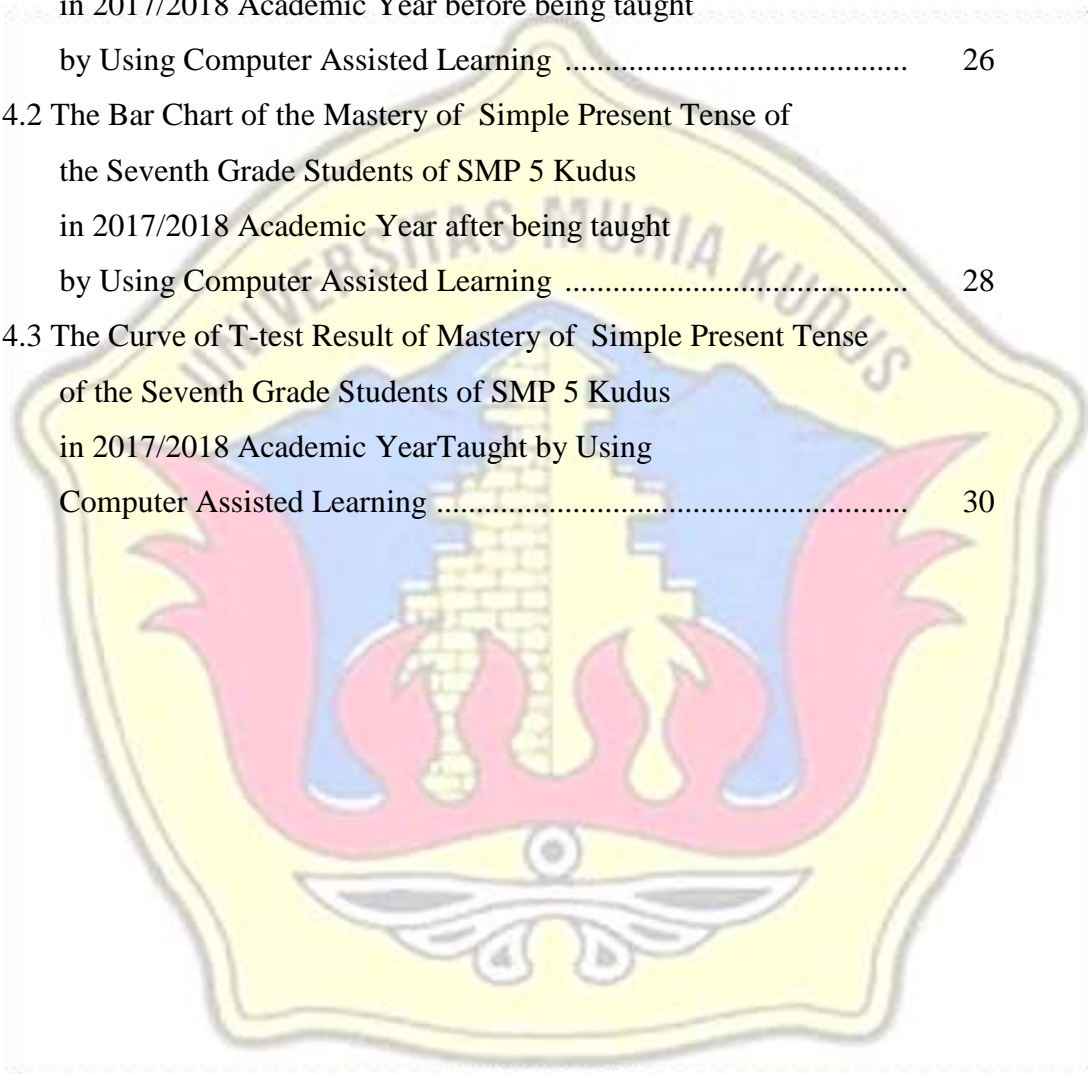 in 2017/2018 Academic Year before being taught
by Using Computer Assisted Learning ...................................... 26
4.2 The Bar Chart of the Mastery of Simple Present Tense of
the Seventh Grade Students of SMP 5 Kudus
in 2017/2018 Academic Year after being taught
by Using Computer Assisted Learning ...................................... 28
4.3 The Curve of T-test Result of Mastery of Simple Present Tense
of the Seventh Grade Students of SMP 5 Kudus
in 2017/2018 Academic YearTaught by Using
Computer Assisted Learning .................................................... 30
UNIVERSITAS MURIA KUDUS